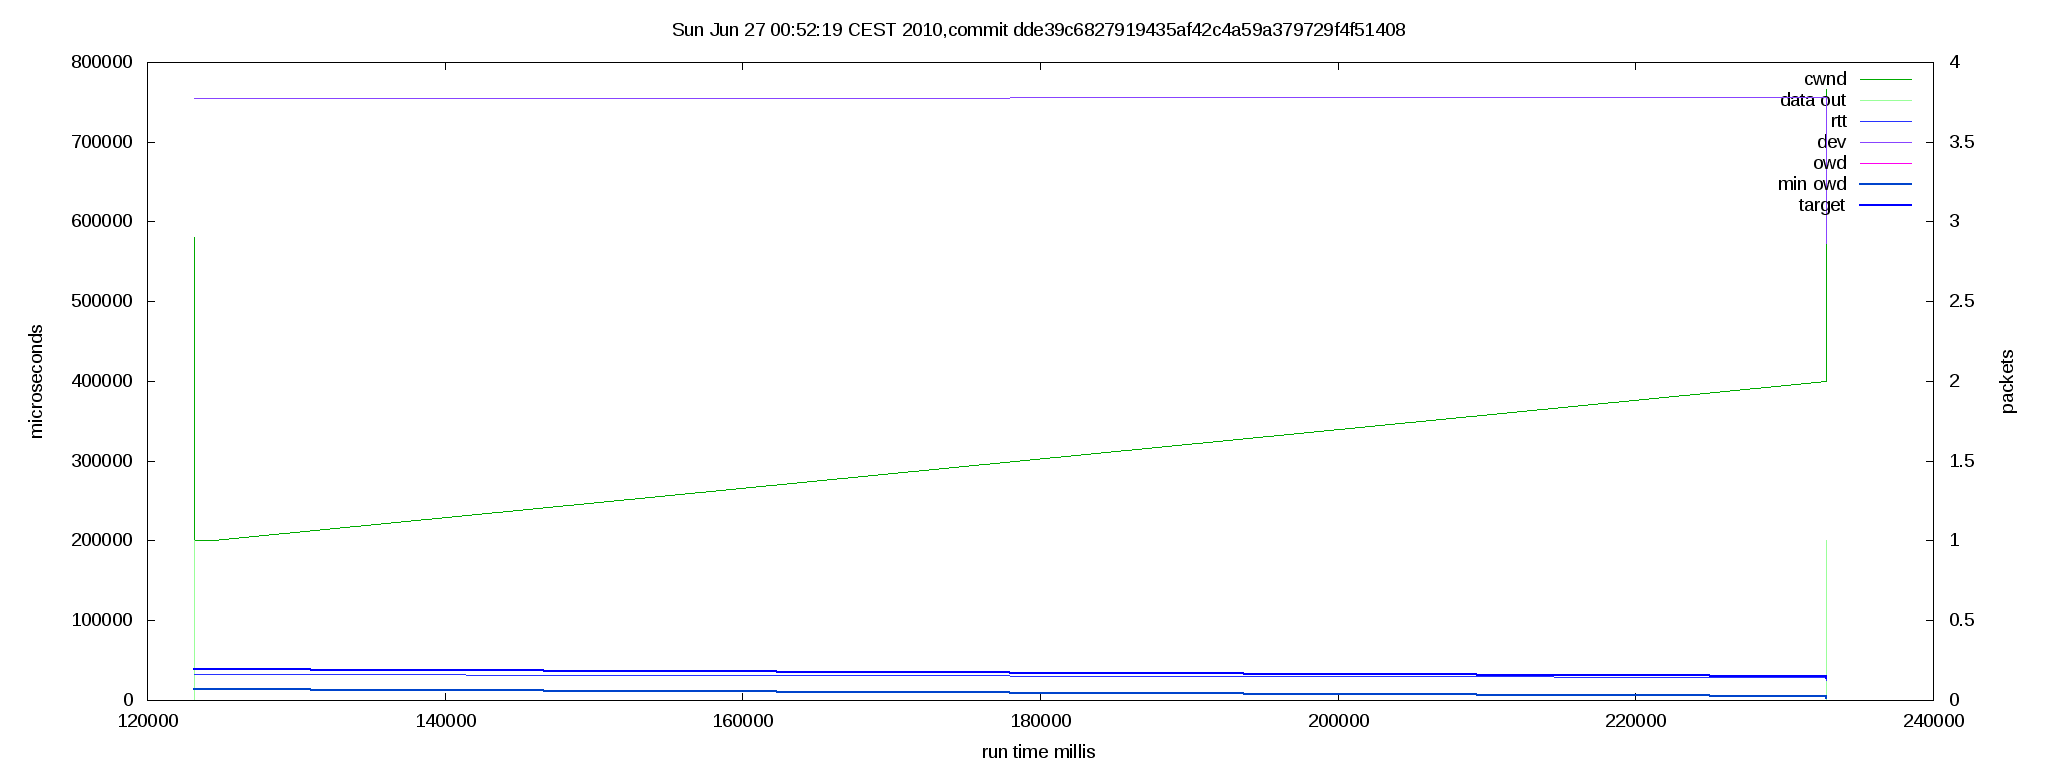 Sun Jun 27 00:52:19 CEST 2010,commit dde39c6827919435af42c4a59a379729f4f51408
800000
700000
600000
500000
400000
300000
200000
100000
0
microseconds
4
3.5
3
2.5
2
1.5
1
0.5
0
packets
cwnd
data out
rtt
dev
owd
min owd
target
120000 140000 160000 180000 200000 220000 240000
run time millis